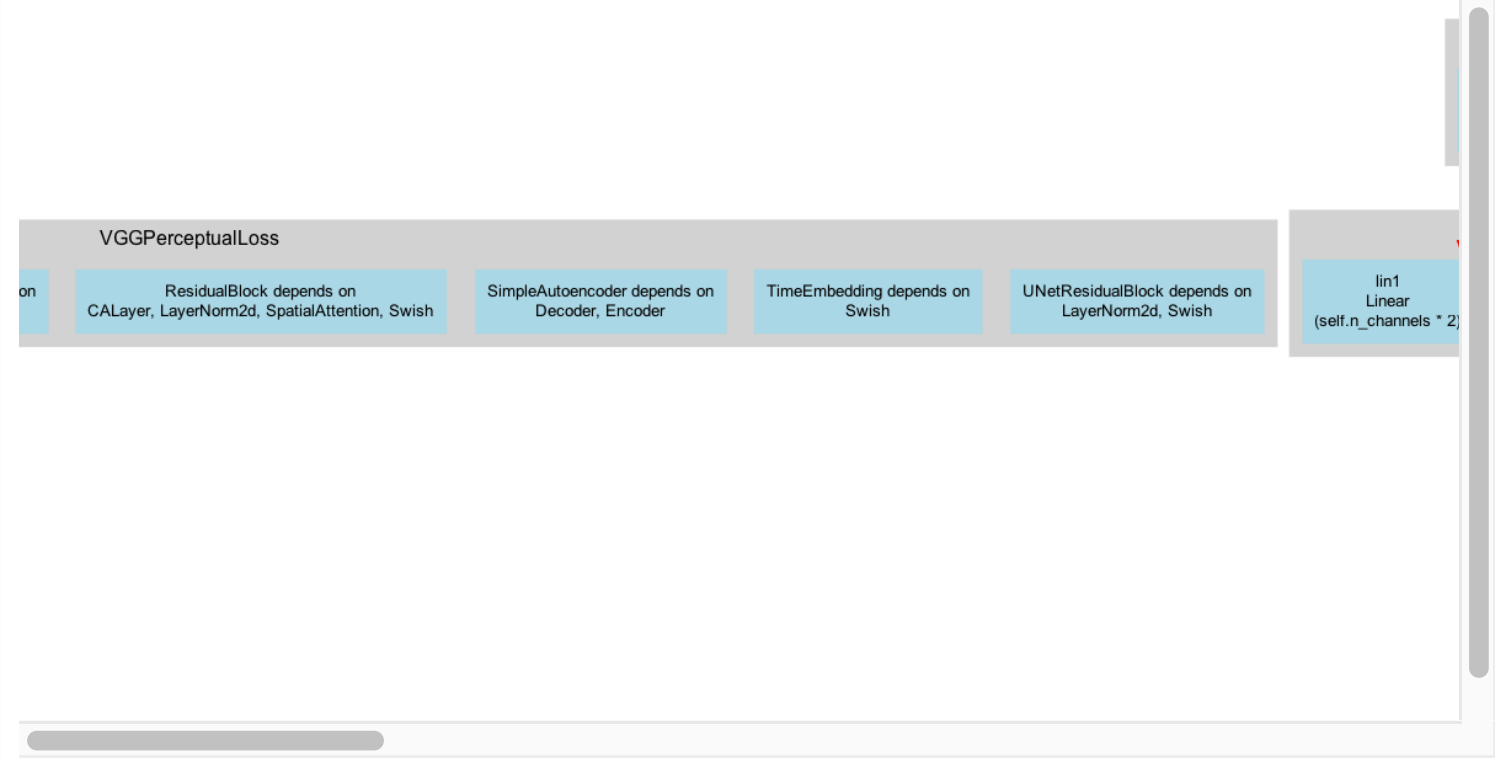 VGGPerceptualLoss
on
ResidualBlock depends on
CALayer, LayerNorm2d, SpatialAttention, Swish
SimpleAutoencoder depends on
Decoder, Encoder
TimeEmbedding depends on
Swish
UNetResidualBlock depends on
LayerNorm2d, Swish
lin1
Linear
(self.n_channels * 2)